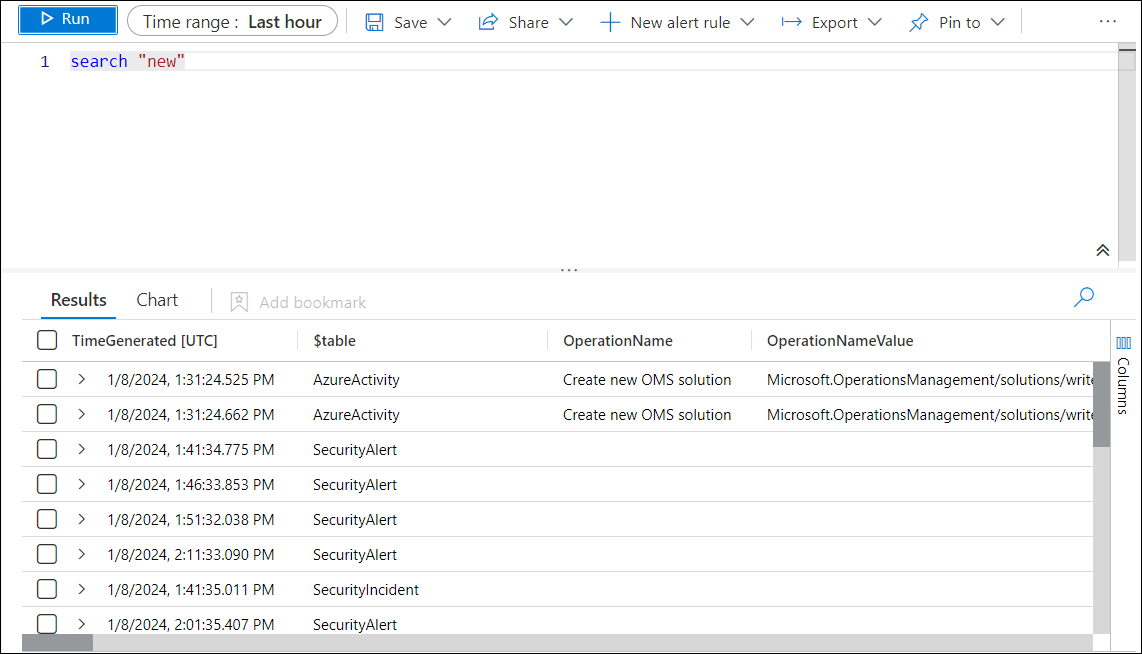 Run Time range : Last hour Save Share New alert rule Export Pin to ...
1 search "new"
...
Results Chart Add bookmark
TimeGenerated [UTC] $table OperationName OperationNameValue
1/8/2024, 1:31:24.525 PM AzureActivity Create new OMS solution Microsoft.OperationsManagement/solutions/write
1/8/2024, 1:31:24.662 PM AzureActivity Create new OMS solution Microsoft.OperationsManagement/solutions/write
1/8/2024, 1:41:34.775 PM SecurityAlert
1/8/2024, 1:46:33.853 PM SecurityAlert
1/8/2024, 1:51:32.038 PM SecurityAlert
1/8/2024, 2:11:33.090 PM SecurityAlert
1/8/2024, 1:41:35.011 PM SecurityIncident
1/8/2024, 2:01:35.407 PM SecurityAlert
Columns